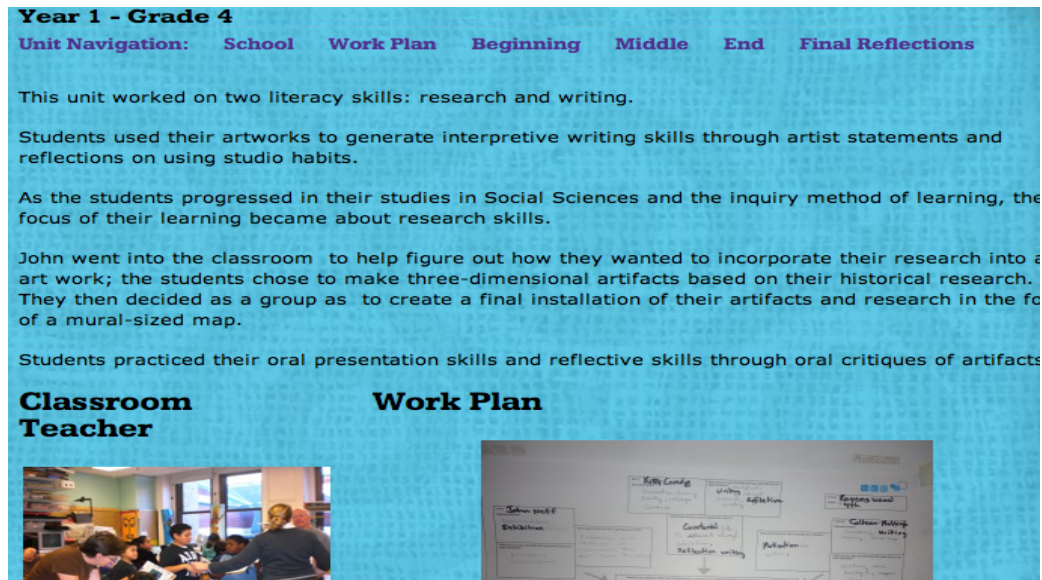 Year 1 - Grade 4
Unit Navigation: School Work Plan Beginning Middle End Final Reflections
This unit worked on two literacy skills: research and writing.
Students used their artworks to generate interpretive writing skills through artist statements and
reflections on using studio habits.
As the students progressed in their studies in Social Sciences and the inquiry method of learning, the
focus of their learning became about research skills.
John went into the classroom to help figure out how they wanted to incorporate their research into a
art work; the students chose to make three-dimensional artifacts based on their historical research.
They then decided as a group as to create a final installation of their artifacts and research in the fo
of a mural-sized map.
Students practiced their oral presentation skills and reflective skills through oral critiques of artifacts
Classroom
Teacher
Work Plan
Writing
John
Exhibition
Reflection writing
4th
Writing